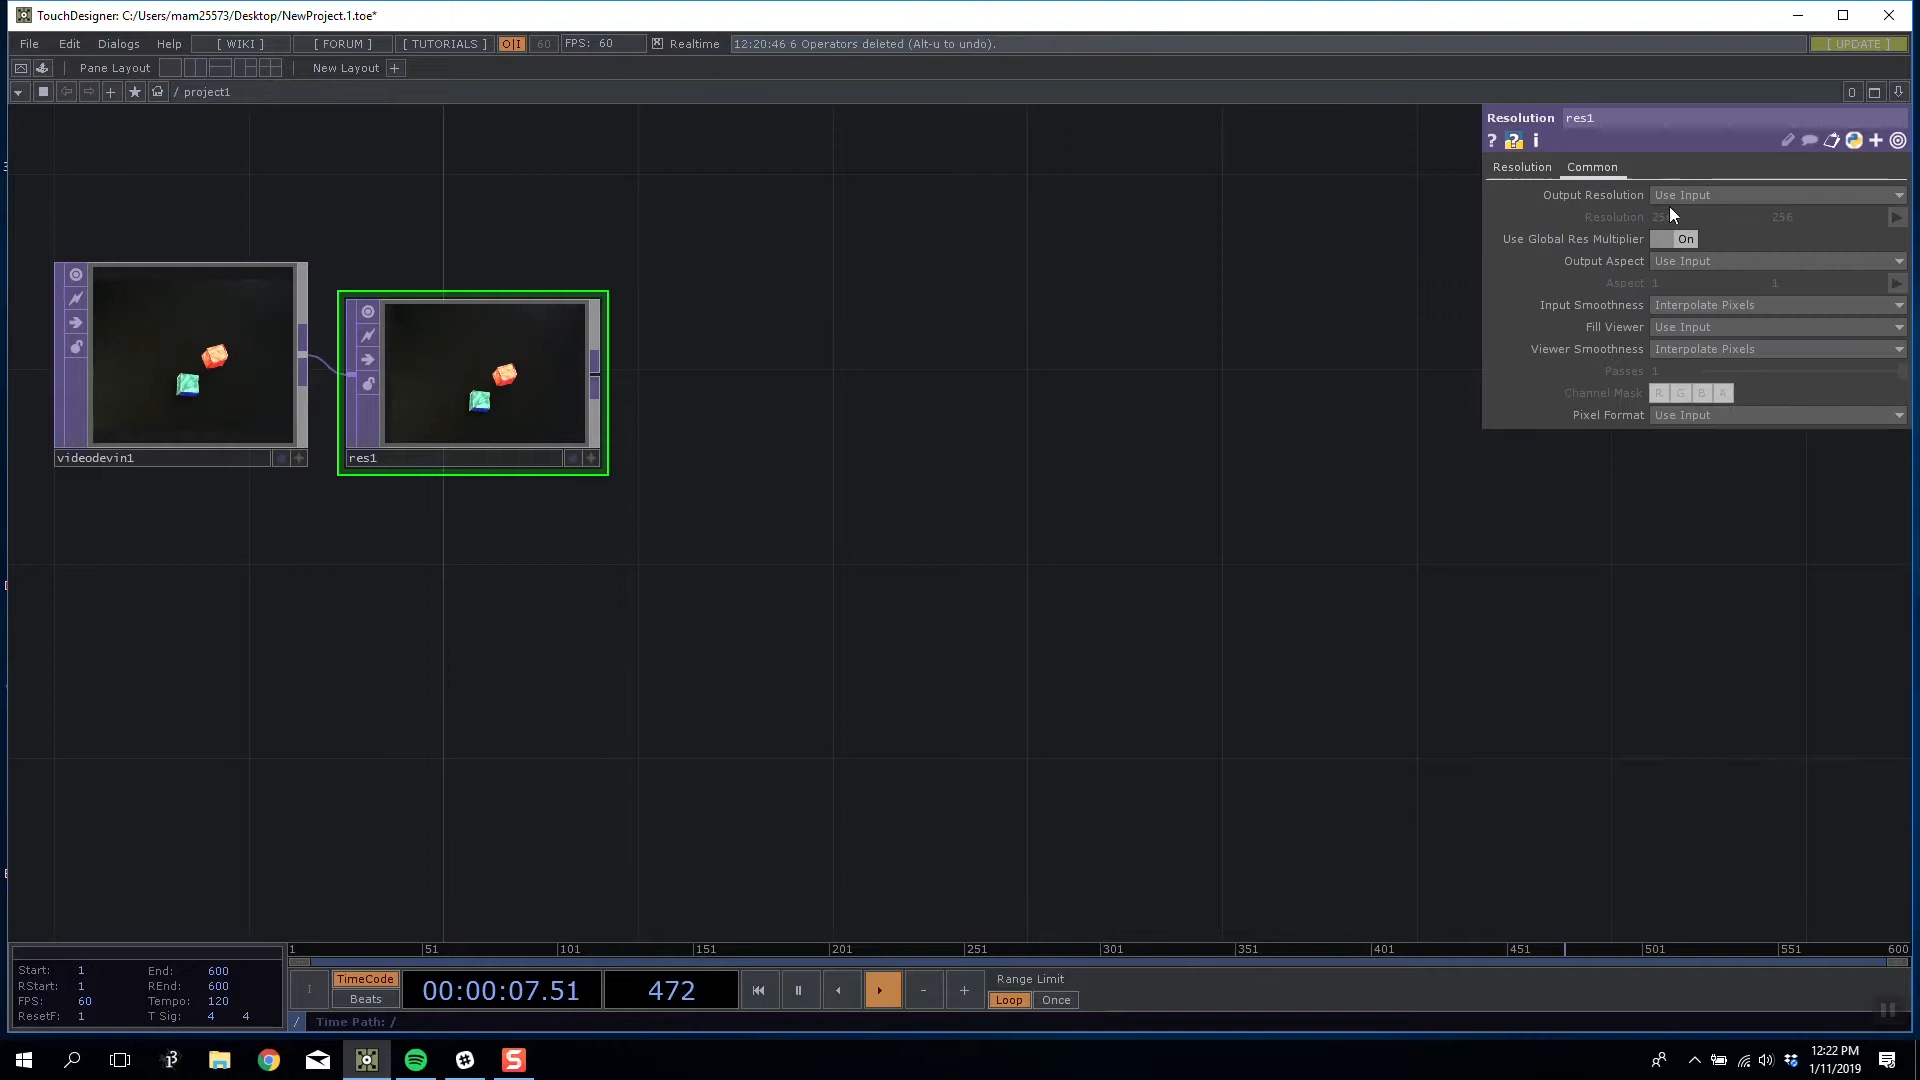 TouchDesigner: C:/Users/mam25573/Desktop/NewProject.1.toe*
File Edit Dialogs Help [ WIKI ] [ FORUM ] [ TUTORIALS ] O|I 60 FPS: 60 Realtime 12:20:46 6 Operators deleted (Alt-u to undo). [ UPDATE ]
Pane Layout New Layout +
/ project1 0
Resolution res1
? ? i
Resolution Common
Output Resolution Use Input
Resolution 256
Use Global Res Multiplier On
Output Aspect Use Input
Aspect 1 1
Input Smoothness Interpolate Pixels
Fill Viewer Use Input
Viewer Smoothness Interpolate Pixels
Passes 1
Channel Mask R G B A
Pixel Format Use Input
videodevin1
res1
1 51 101 151 201 251 301 351 401 451 501 551 600
Start: 1 End: 600
RStart: 1 REnd: 600
FPS: 60 Tempo: 120
ResetF: 1 T Sig: 4 4
TimeCode
Beats
00:00:07.51
472
Range Limit
Loop Once
/ Time Path: /
12:22 PM
1/11/2019